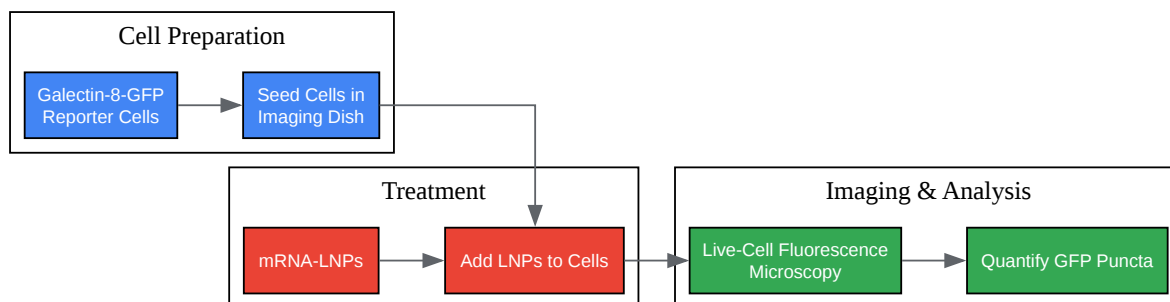 Cell Preparation
Galectin-8-GFP
Reporter Cells
Seed Cells in
Imaging Dish
Treatment
mRNA-LNPs
Add LNPs to Cells
Imaging & Analysis
Live-Cell Fluorescence
Microscopy
Quantify GFP Puncta